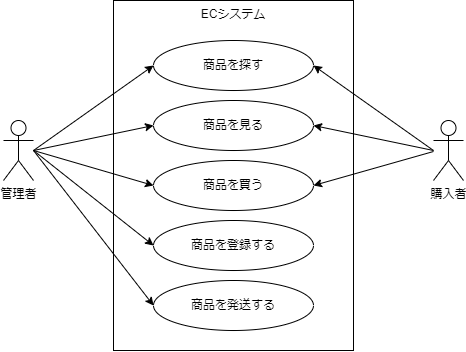 ECシステム
商品を探す
商品を見る
商品を買う
商品を登録する
商品を発送する
管理者
購入者